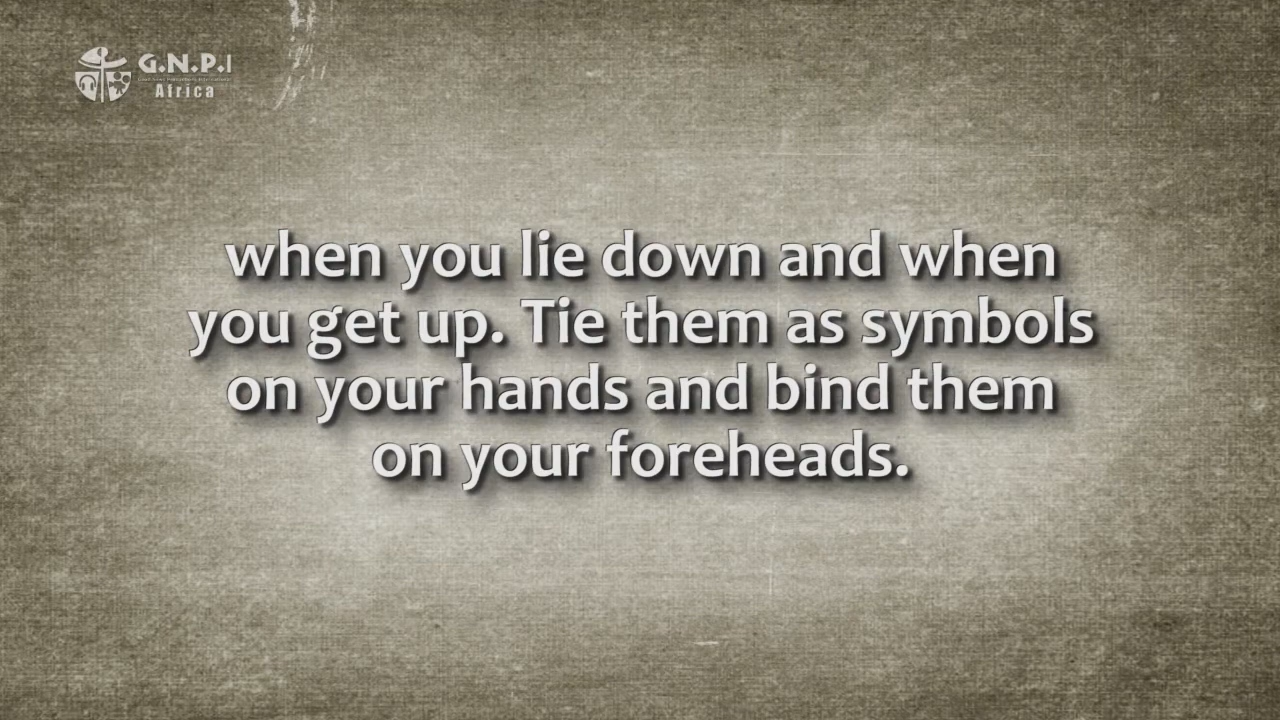 G.N.P.I
Africa
when you lie down and when
you get up. Tie them as symbols
on your hands and bind them
on your foreheads.